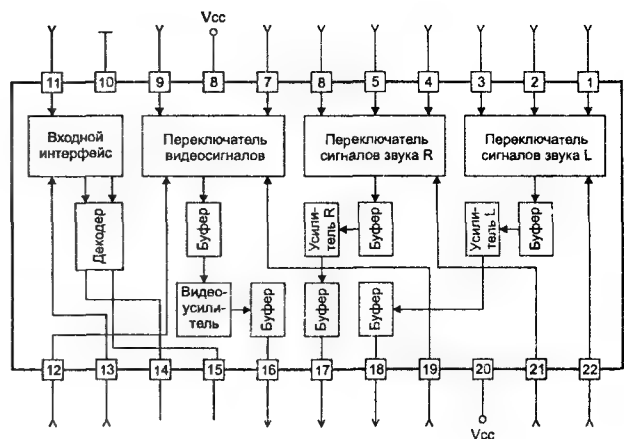 Vcc
11
10
9
8
7
8
5
4
3
2
1
Входной
интерфейс
Переключатель
видеосигналов
Переключатель
сигналов звука R
Переключатель
сигналов звука L
Декодер
Буфер
Усили-
тель R
Буфер
Усили-
тель L
Буфер
Видео-
усили-
тель
Буфер
Буфер
Буфер
12
13
14
15
16
17
18
19
20
21
22
Vcc